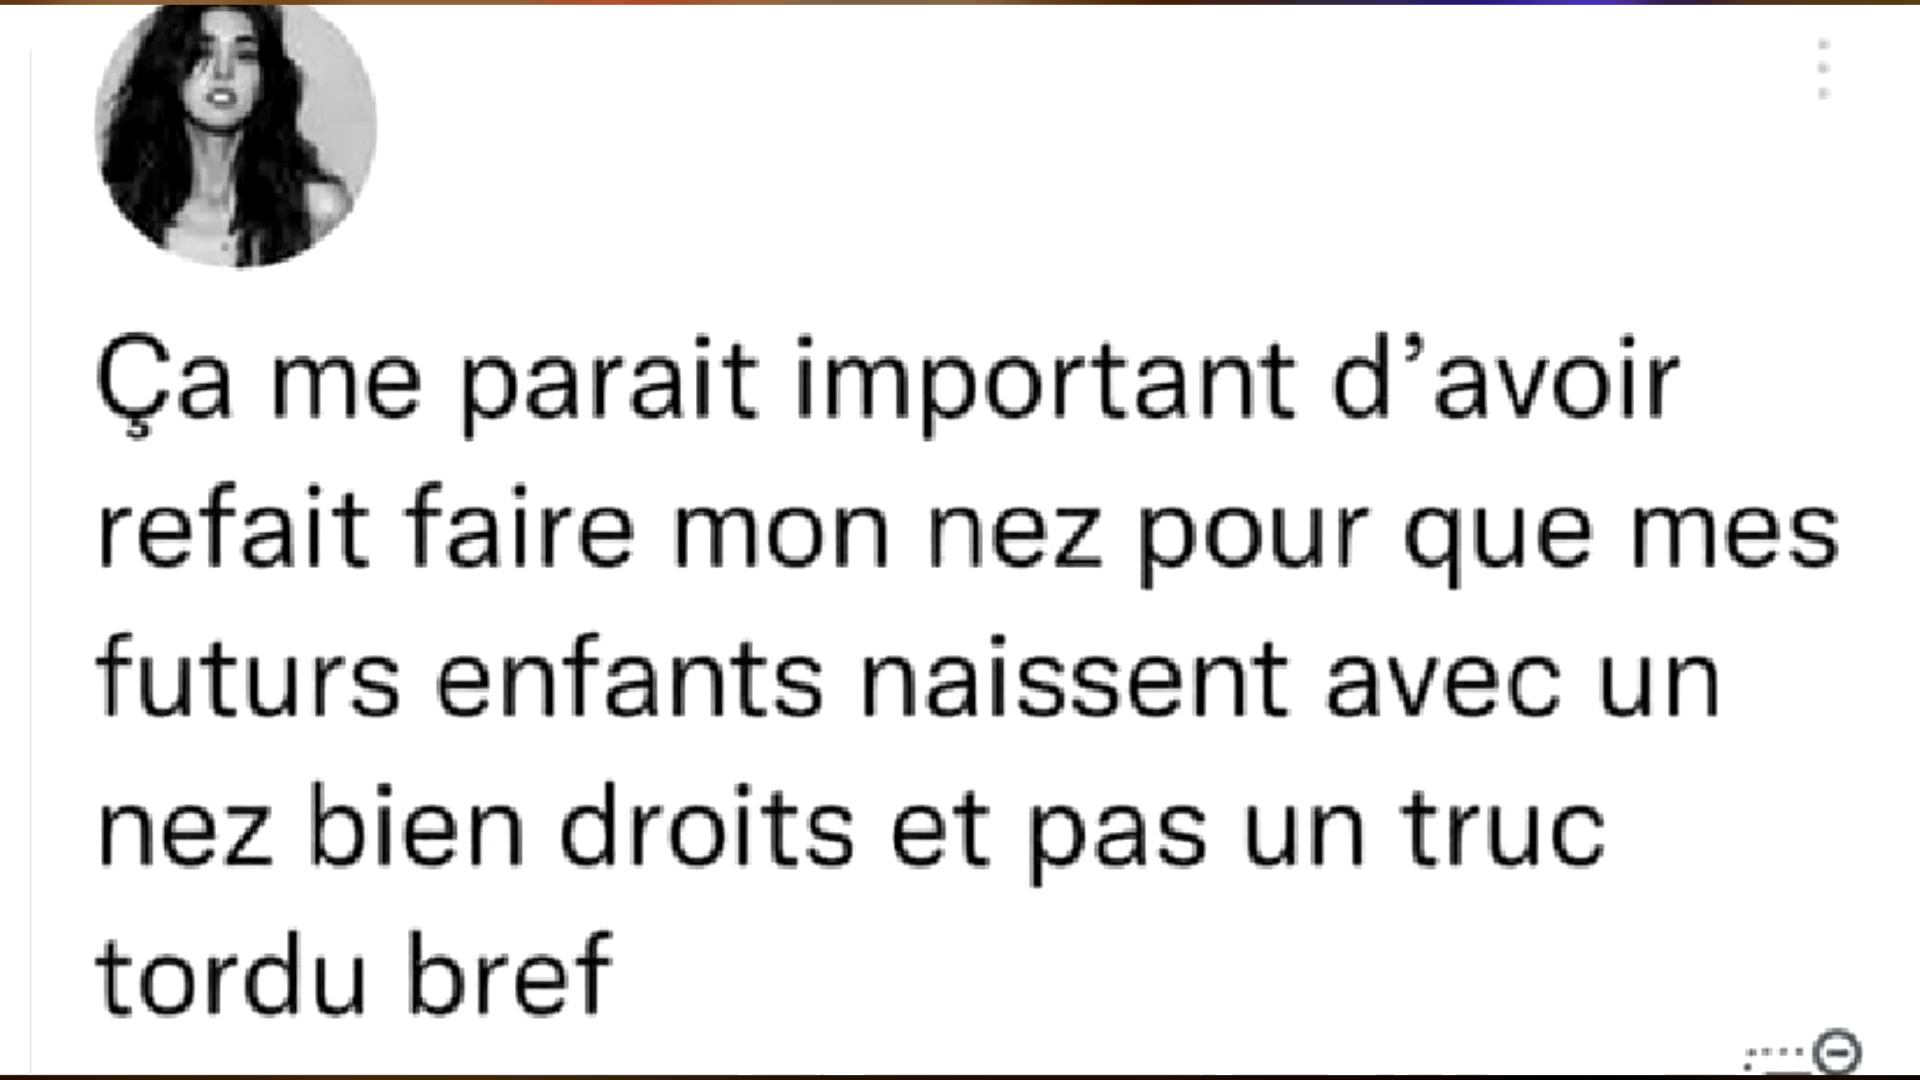 Ça me parait important d’avoir
refait faire mon nez pour que mes
futurs enfants naissent avec un
nez bien droits et pas un truc
tordu bref